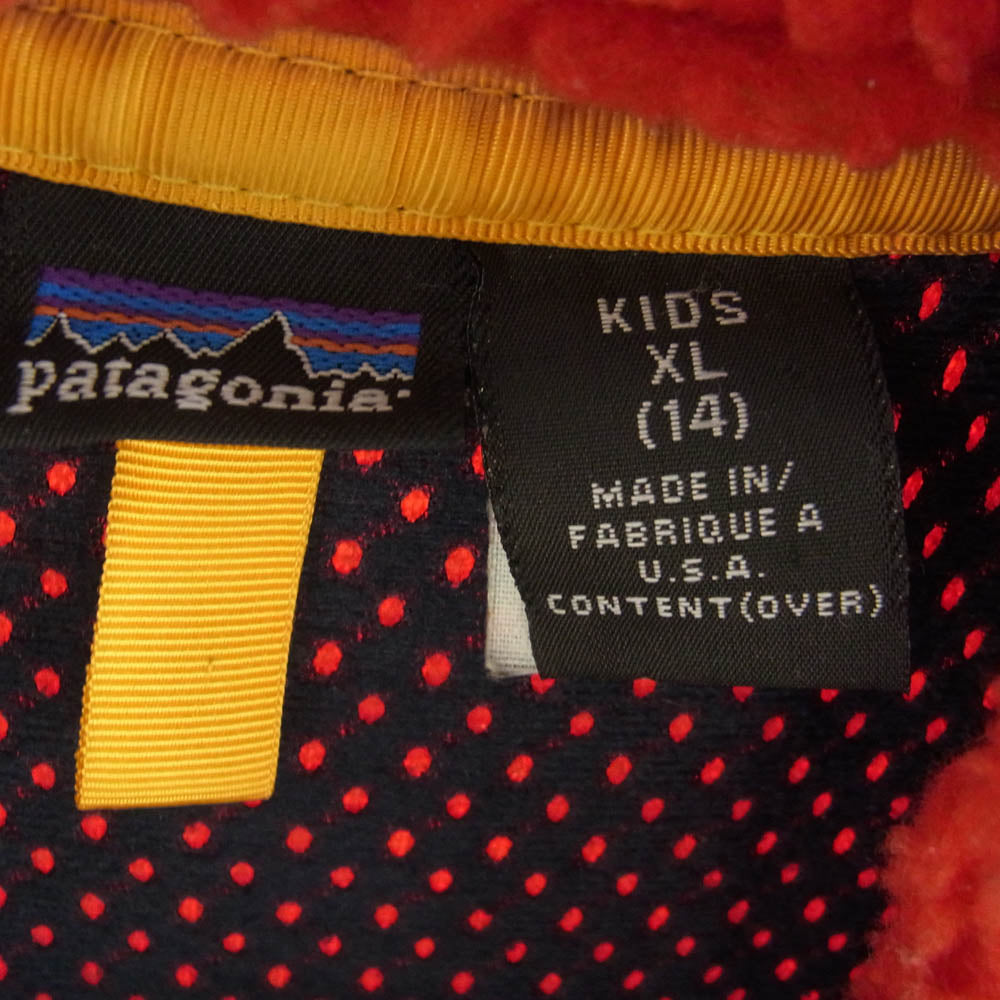 patagonia
KIDS
XL
(14)
MADE IN/
FABRIQUE A
U.S.A.
CONTENT(OVER)